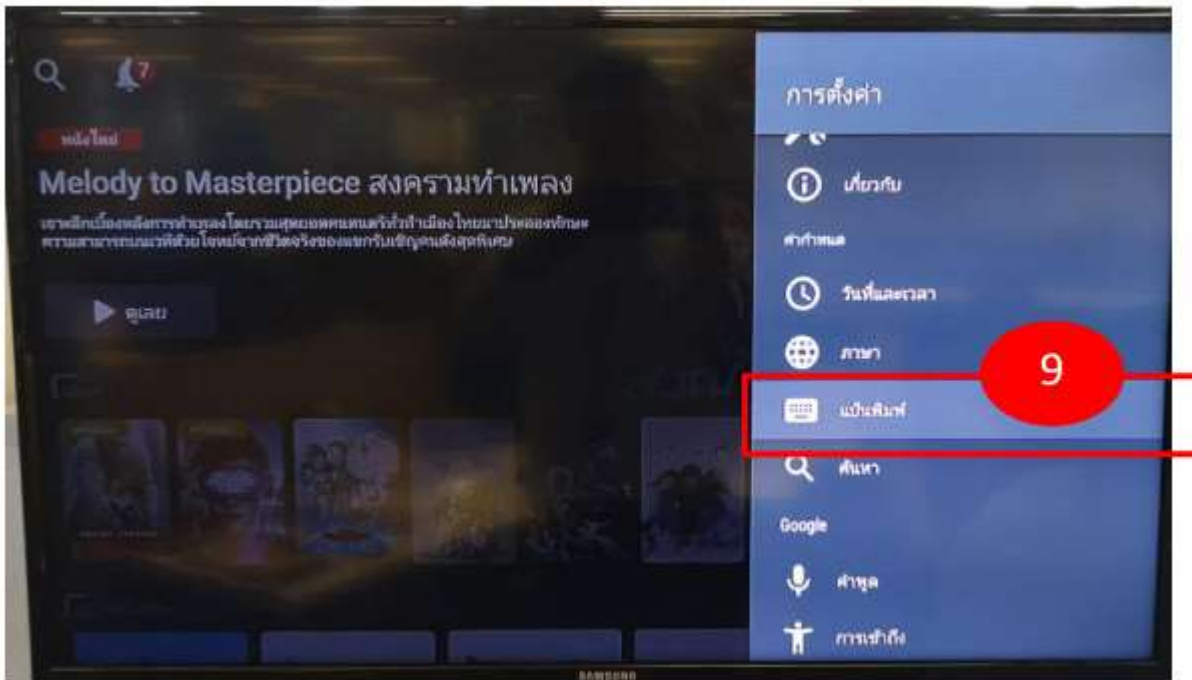 7
หนังใหม่
Melody to Masterpiece สงครามทำเพลง
ดูเลย
การตั้งค่า
เกี่ยวกับ
ค่ากำหนด
วันที่และเวลา
ภาษา
9
แป้นพิมพ์
ค้นหา
Google
คำพูด
การเข้าถึง
SAMSUNG